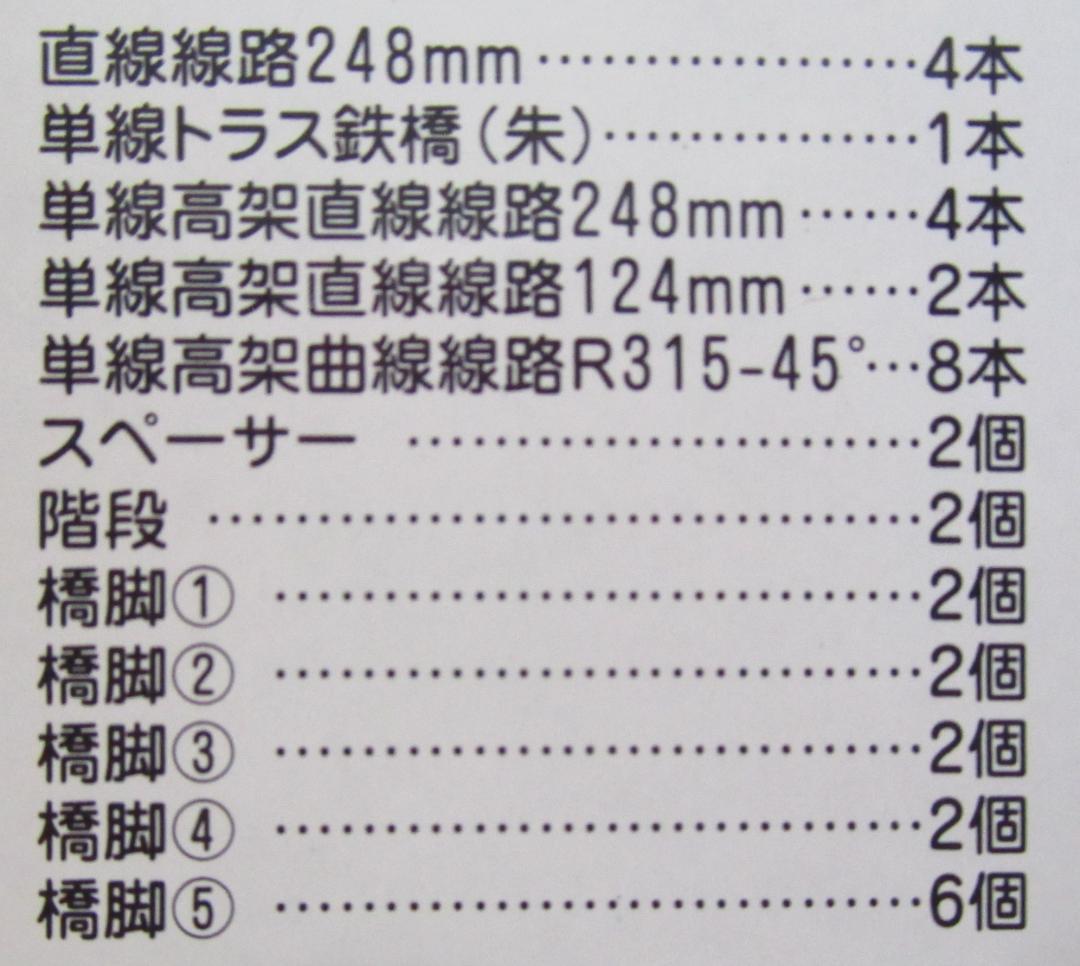 直線線路248mm………………4本
単線トラス鉄橋(朱)……………1本
単線高架直線線路248mm……4本
単線高架直線線路124mm……2本
単線高架曲線線路R315-45°…8本
スペーサー ……………………2個
階段 ………………………………2個
橋脚① ……………………………2個
橋脚② ……………………………2個
橋脚③ ……………………………2個
橋脚④ ……………………………2個
橋脚⑤ ……………………………6個